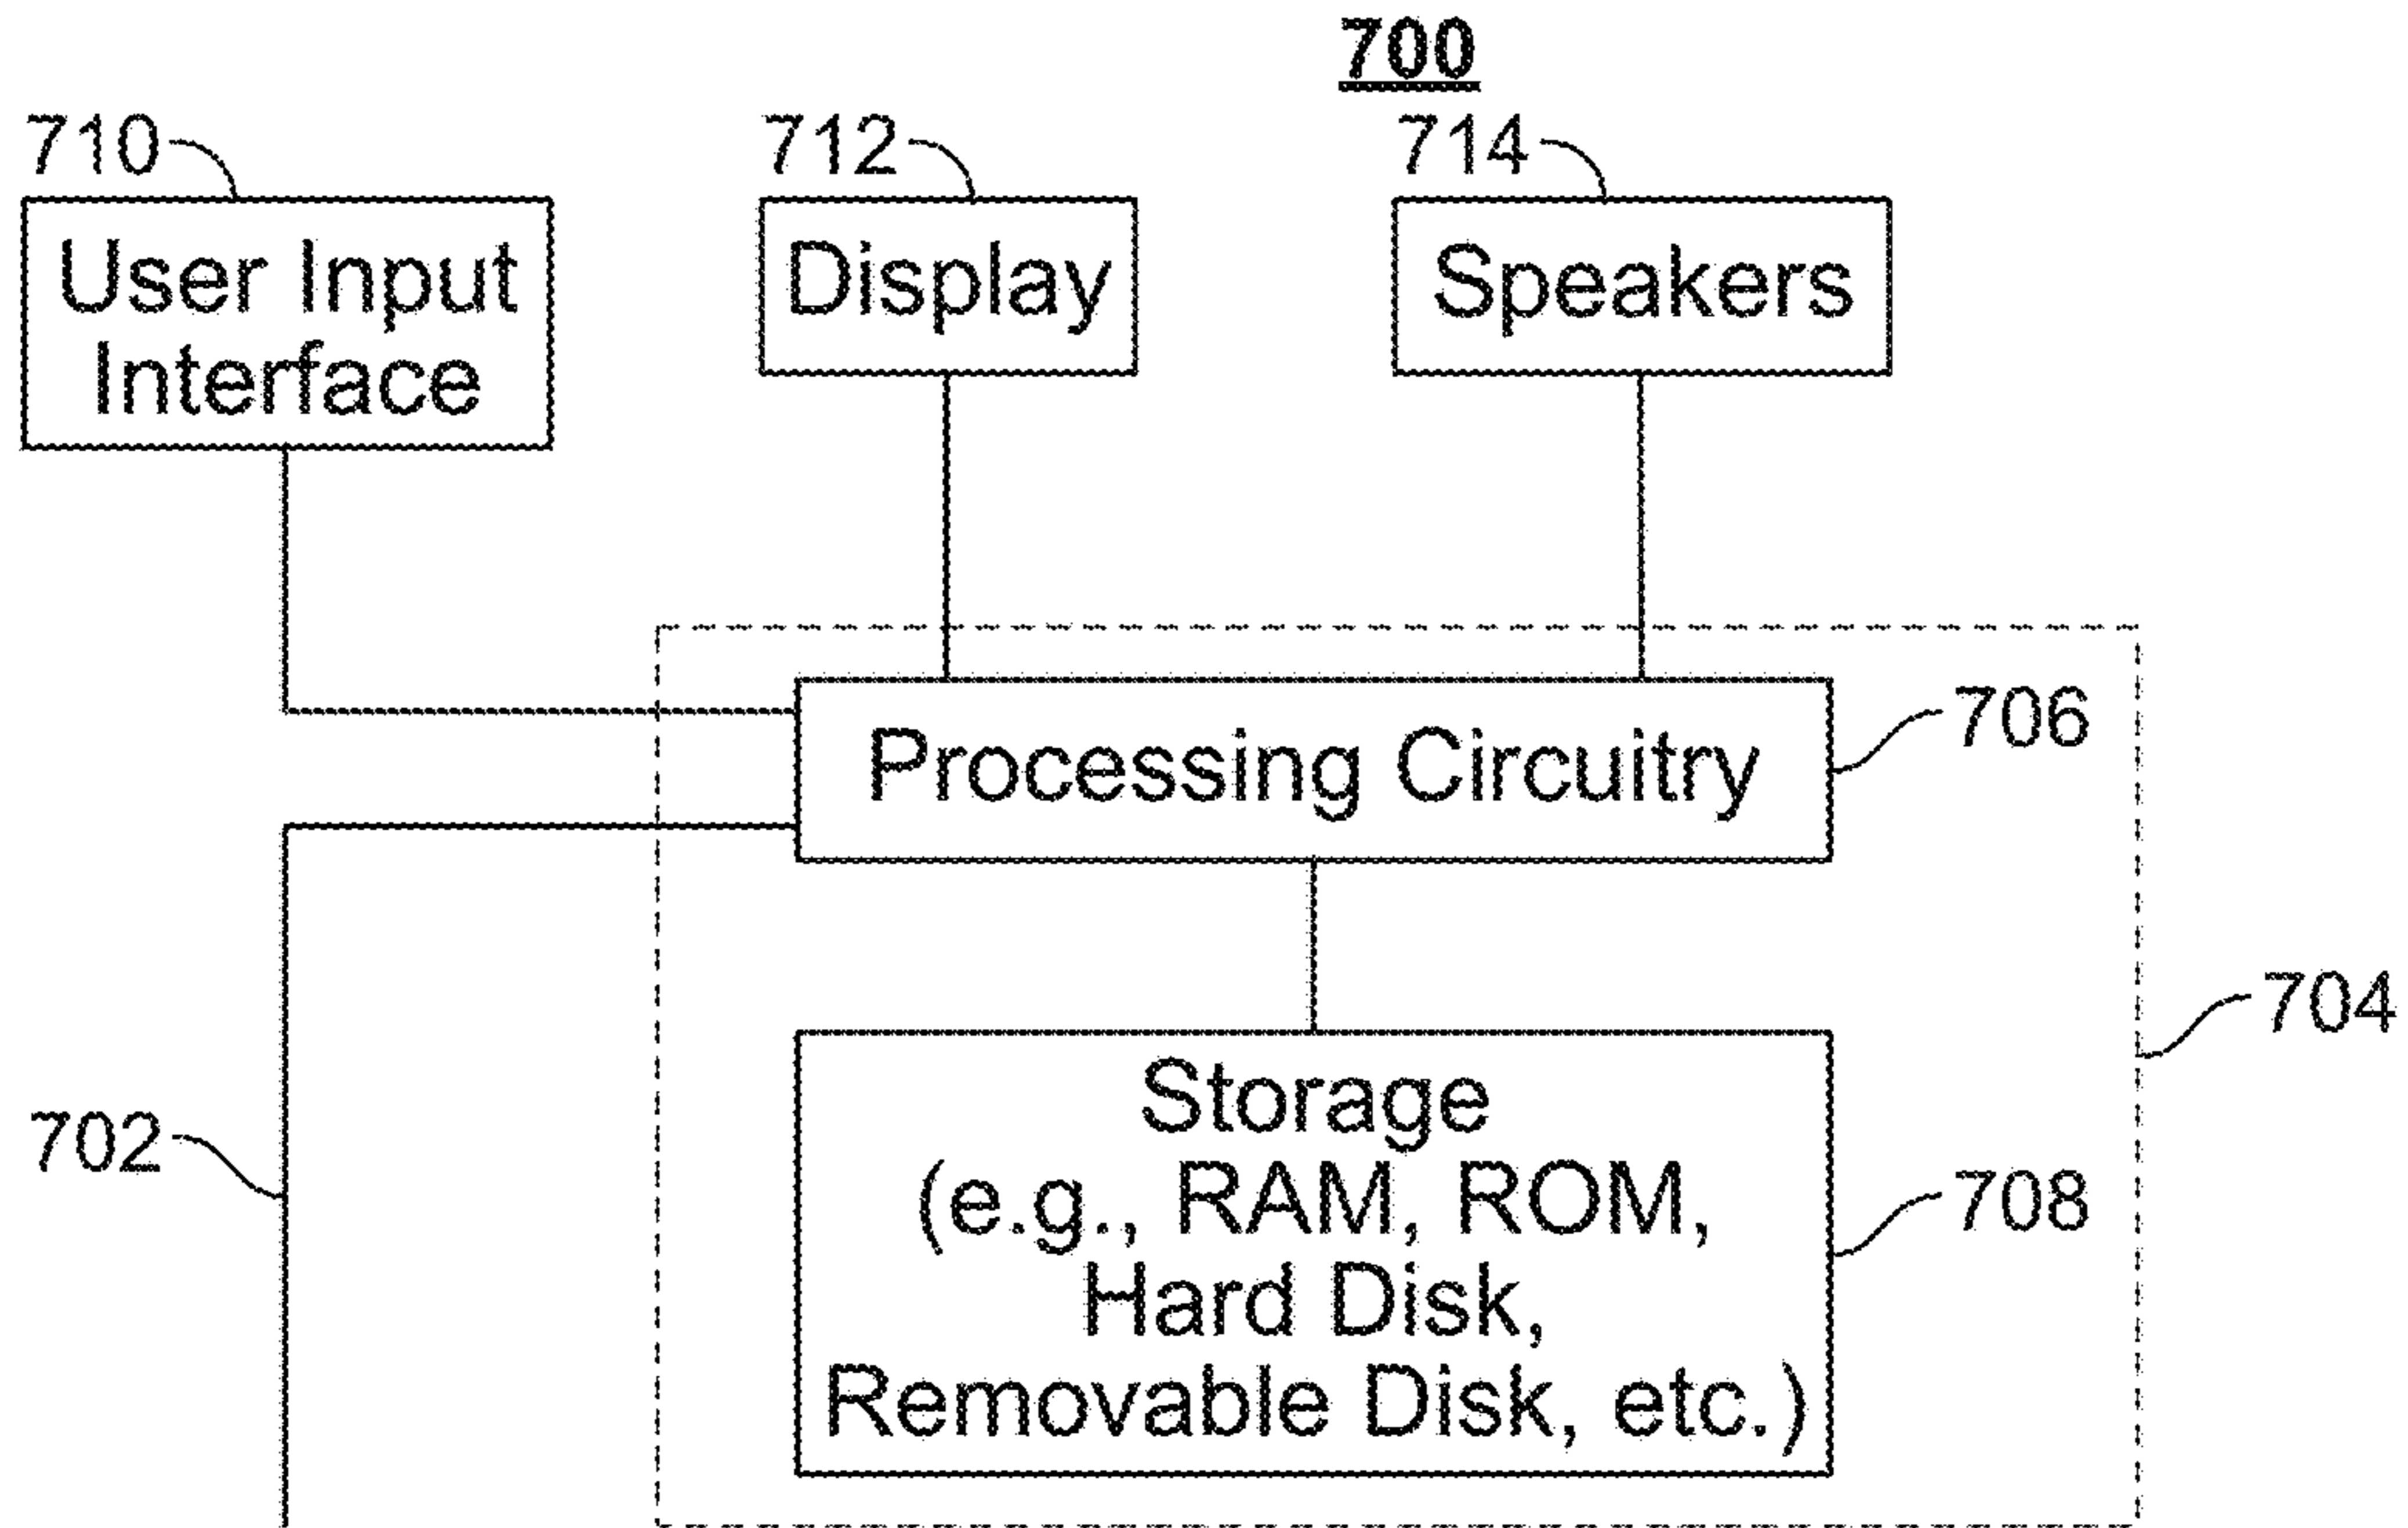 700
710
712
714
User Input
Interface
Display
Speakers
Processing Circuitry
706
704
702
Storage
(e.g., RAM, ROM,
Hard Disk,
Removable Disk, etc.)
708